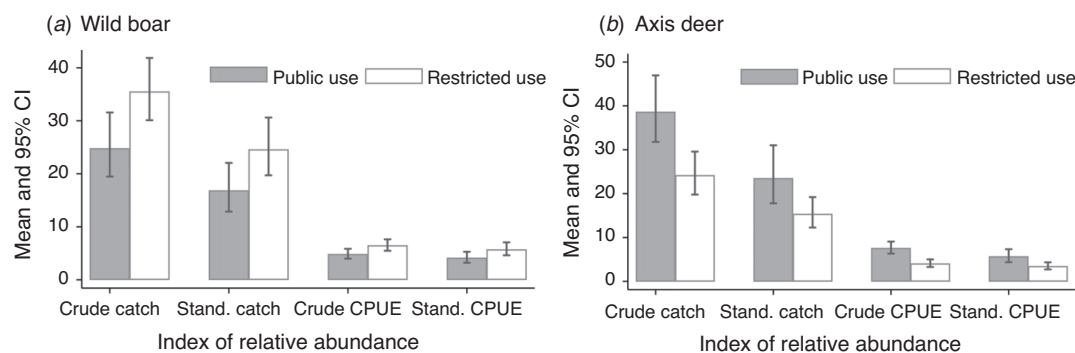 (a) Wild boar
Mean and 95% CI
40
30
20
10
0
Public use
Restricted use
Crude catch
Stand. catch
Crude CPUE
Stand. CPUE
Index of relative abundance
(b) Axis deer
Mean and 95% CI
50
40
30
20
10
0
Public use
Restricted use
Crude catch
Stand. catch
Crude CPUE
Stand. CPUE
Index of relative abundance